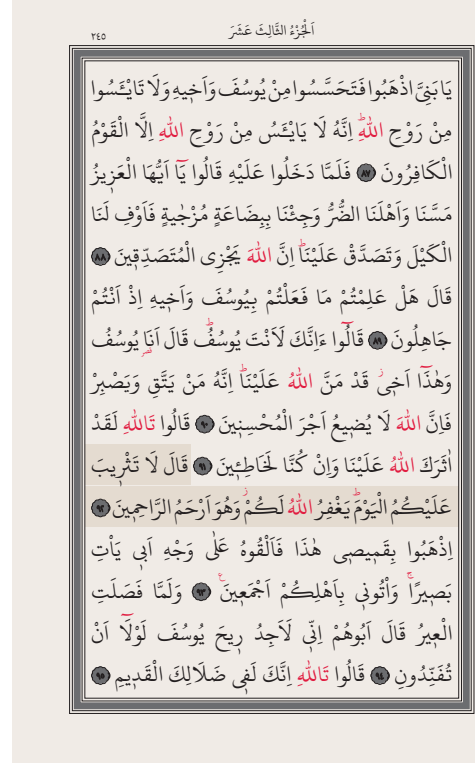 اَلْجُزْءُ الثَّالِثَ عَشَرَ
٢٤٥
يَا بَنِيَّ اذْهَبُوا فَتَحَسَّسُوا مِنْ يُوسُفَ وَاَخ۪يهِ وَلَا تَايْـَٔسُوا
مِنْ رَوْحِ اللّٰهِۜ اِنَّهُ لَا يَايْـَٔسُ مِنْ رَوْحِ اللّٰهِ اِلَّا الْقَوْمُ
الْكَافِرُونَ ﴿٨٧﴾ فَلَمَّا دَخَلُوا عَلَيْهِ قَالُوا يَٓا اَيُّهَا الْعَز۪يزُ
مَسَّنَا وَاَهْلَنَا الضُّرُّ وَجِئْنَا بِبِضَاعَةٍ مُزْجٰيةٍ فَاَوْفِ لَنَا
الْكَيْلَ وَتَصَدَّقْ عَلَيْنَاۜ اِنَّ اللّٰهَ يَجْزِي الْمُتَصَدِّق۪ينَ ﴿٨٨﴾
قَالَ هَلْ عَلِمْتُمْ مَا فَعَلْتُمْ بِيُوسُفَ وَاَخ۪يهِ اِذْ اَنْتُمْ
جَاهِلُونَ ﴿٨٩﴾ قَالُٓوا ءَاِنَّكَ لَاَنْتَ يُوسُفُۜ قَالَ اَنَا۬ يُوسُفُ
وَهٰذَٓا اَخ۪يۘ قَدْ مَنَّ اللّٰهُ عَلَيْنَاۜ اِنَّهُ مَنْ يَتَّقِ وَيَصْبِرْ
فَاِنَّ اللّٰهَ لَا يُض۪يعُ اَجْرَ الْمُحْسِن۪ينَ ﴿٩٠﴾ قَالُوا تَاللّٰهِ لَقَدْ
اٰثَرَكَ اللّٰهُ عَلَيْنَا وَاِنْ كُنَّا لَخَاطِـ۪ٔينَ ﴿٩١﴾ قَالَ لَا تَثْر۪يبَ
عَلَيْكُمُ الْيَوْمَۜ يَغْفِرُ اللّٰهُ لَكُمْۘ وَهُوَ اَرْحَمُ الرَّاحِم۪ينَ ﴿٩٢﴾
اِذْهَبُوا بِقَم۪يص۪ي هٰذَا فَاَلْقُوهُ عَلٰى وَجْهِ اَب۪ي يَاْتِ
بَص۪يرًاۚ وَاْتُون۪ي بِاَهْلِكُمْ اَجْمَع۪ينَ۟ ﴿٩٣﴾ وَلَمَّا فَصَلَتِ
الْع۪يرُ قَالَ اَبُوهُمْ اِنّ۪ي لَاَجِدُ ر۪يحَ يُوسُفَ لَوْلَٓا اَنْ
تُفَنِّدُونِ ﴿٩٤﴾ قَالُوا تَاللّٰهِ اِنَّكَ لَف۪ي ضَلَالِكَ الْقَد۪يمِ ﴿٩٥﴾